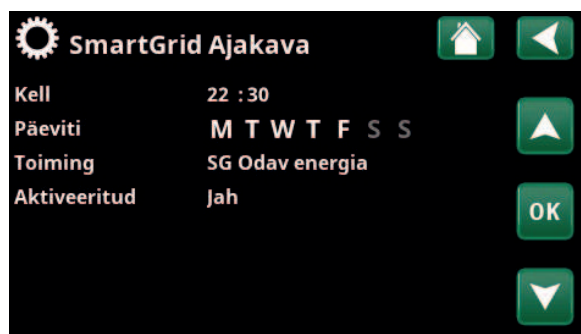 SmartGrid Ajakava
Kell 22 :30
Päeviti M T W T F S S
Toiming SG Odav energia
Aktiveeritud Jah
OK